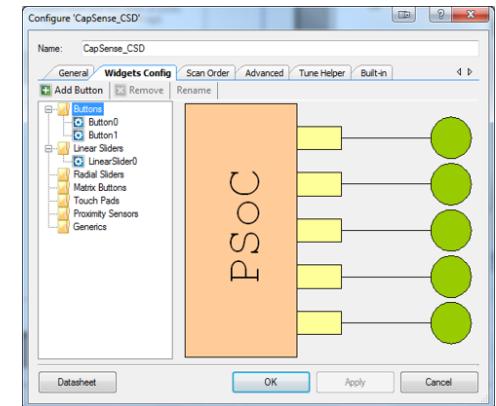 Configure 'CapSense_CSD'
Name: CapSense_CSD
General Widgets Config Scan Order Advanced Tune Helper Built-in
Add Button Remove Rename
Buttons
Button0
Button1
Linear Sliders
LinearSlider0
Radial Sliders
Matrix Buttons
Touch Pads
Proximity Sensors
Generics
PSoC
Datasheet OK Apply Cancel